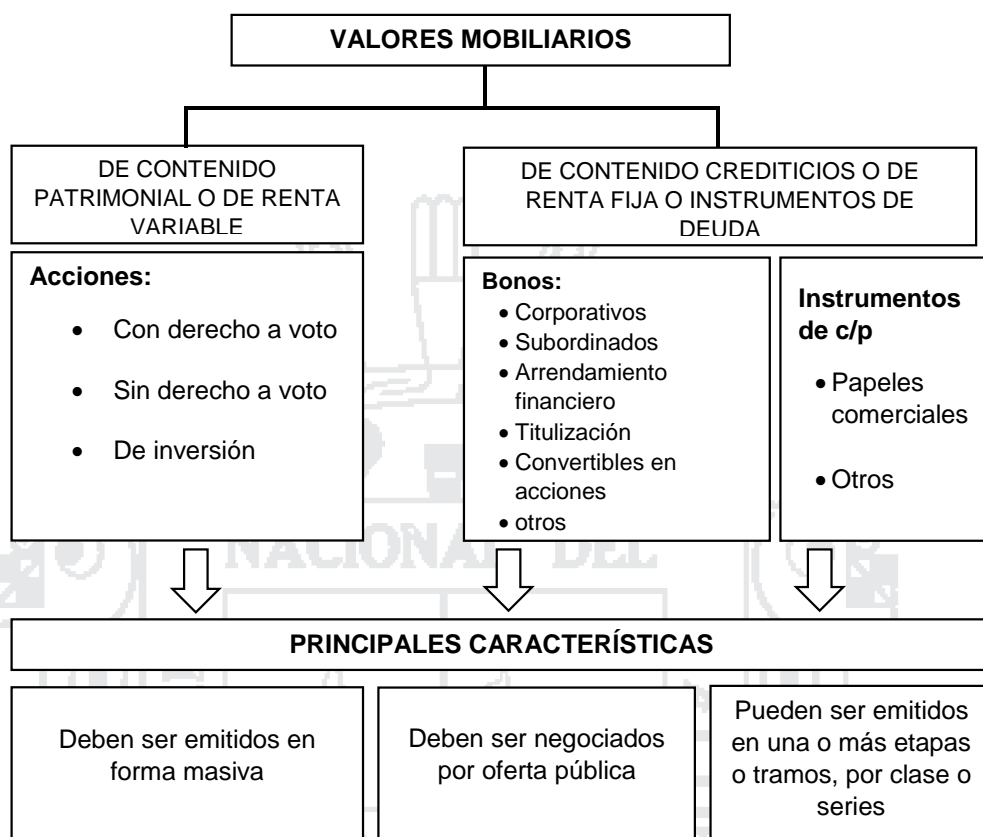 VALORES MOBILIARIOS
DE CONTENIDO
PATRIMONIAL O DE RENTA
VARIABLE
DE CONTENIDO CREDITICIOS O DE
RENTA FIJA O INSTRUMENTOS DE
DEUDA
Acciones:
• Con derecho a voto
• Sin derecho a voto
• De inversión
Bonos:
• Corporativos
• Subordinados
• Arrendamiento
financiero
• Titulización
• Convertibles en
acciones
• otros
Instrumentos
de c/p
• Papeles
comerciales
• Otros
NACIONAL DEL
PRINCIPALES CARACTERÍSTICAS
Deben ser emitidos en
forma masiva
Deben ser negociados
por oferta pública
Pueden ser emitidos
en una o más etapas
o tramos, por clase o
series